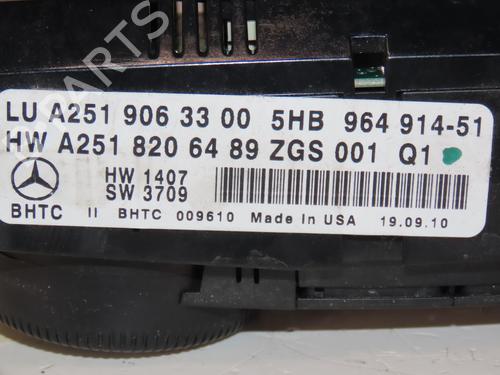 PARTS
LU A251 906 33 00 5HB 964 914-51
HW A251 820 64 89 ZGS 001 Q1
HW 1407
SW 3709
BHTC II BHTC 009610 Made In USA 19.09.10